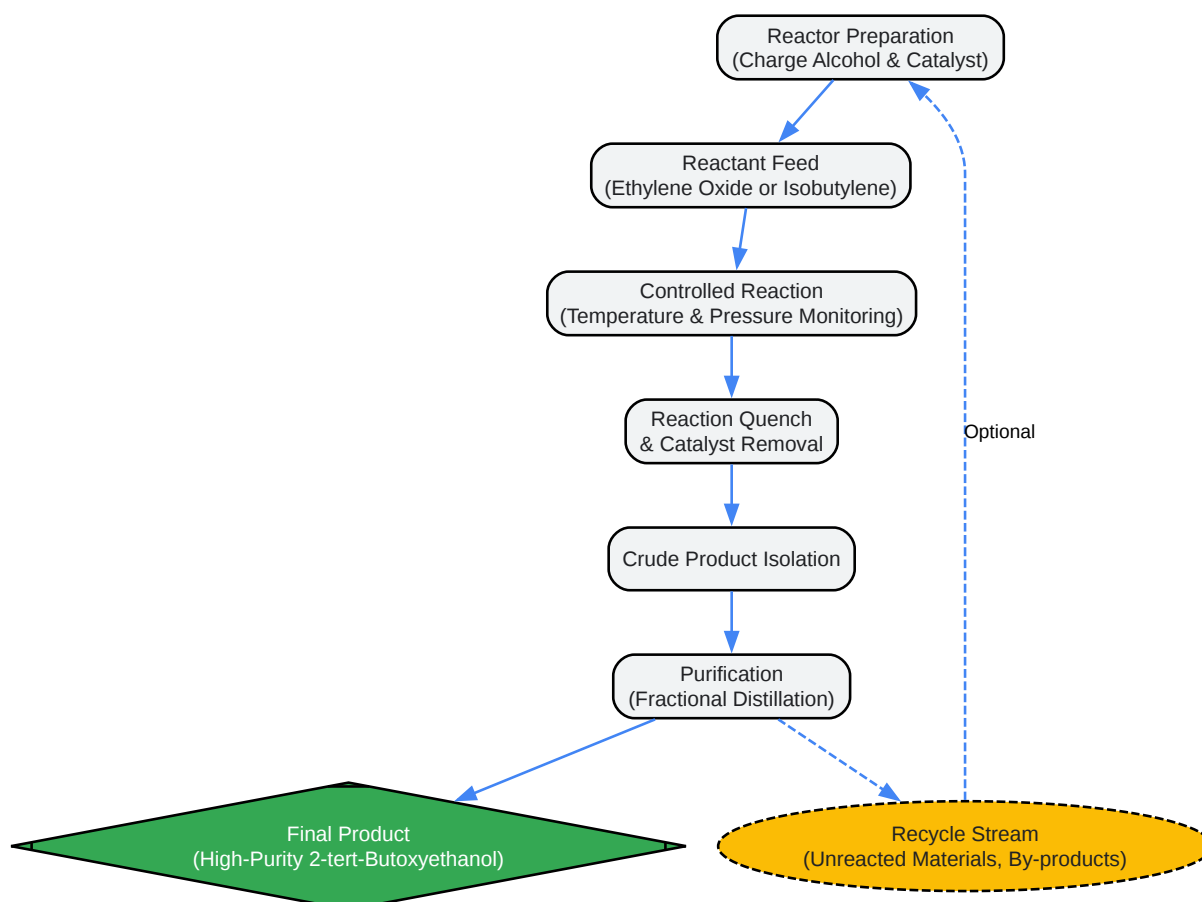 Reactor Preparation
(Charge Alcohol & Catalyst)
Reactant Feed
(Ethylene Oxide or Isobutylene)
Controlled Reaction
(Temperature & Pressure Monitoring)
Reaction Quench
& Catalyst Removal
Optional
Crude Product Isolation
Purification
(Fractional Distillation)
Final Product
(High-Purity 2-tert-Butoxyethanol)
Recycle Stream
(Unreacted Materials, By-products)